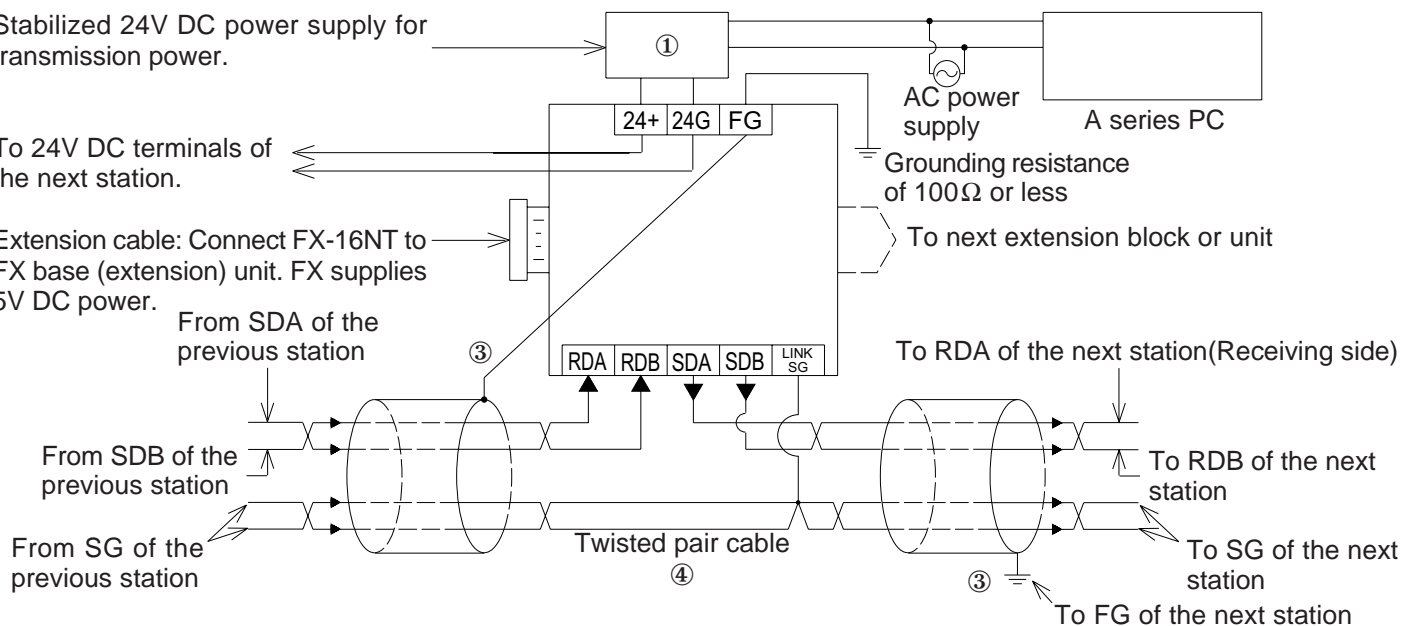 Stabilized 24V DC power supply for
transmission power.
①
AC power
supply
A series PC
24+ 24G FG
To 24V DC terminals of
the next station.
Grounding resistance
of 100Ω or less
Extension cable: Connect FX-16NT to
FX base (extension) unit. FX supplies
5V DC power.
To next extension block or unit
From SDA of the
previous station
③
RDA RDB SDA SDB LINK
SG
To RDA of the next station(Receiving side)
From SDB of the
previous station
To RDB of the next
station
From SG of the
previous station
Twisted pair cable
④
③
To SG of the next
station
To FG of the next station